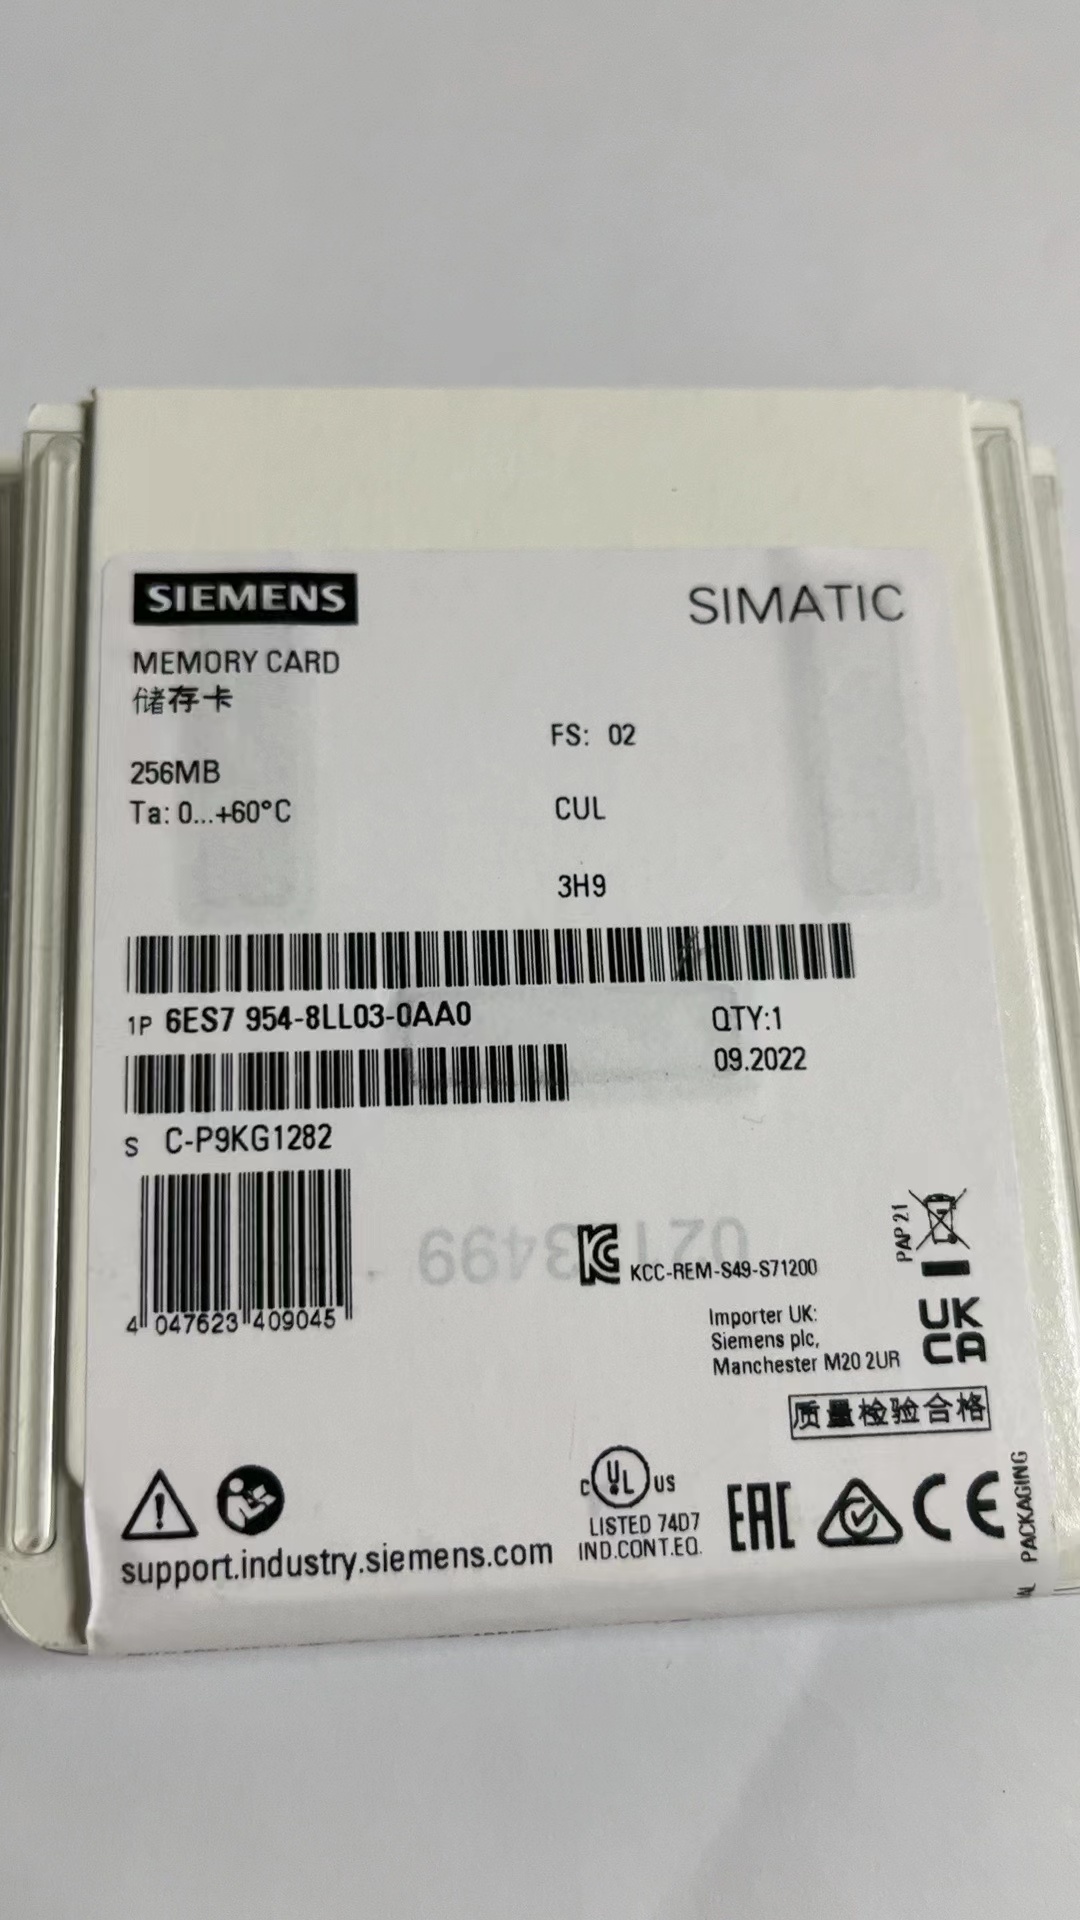 SIEMENS
SIMATIC
MEMORY CARD
储存卡
FS: 02
256MB
Ta: 0...+60°C
CUL
3H9
1P 6ES7 954-8LL03-0AA0
QTY:1
09.2022
S C-P9KG1282
4 047623 409045
KCC-REM-S49-S71200
PAP 21
Importer UK:
Siemens plc,
Manchester M20 2UR
UK
CA
质量检验合格
C UL US
LISTED 74D7
IND.CONT.EQ.
EAC
CE
support.industry.siemens.com
PACKAGING